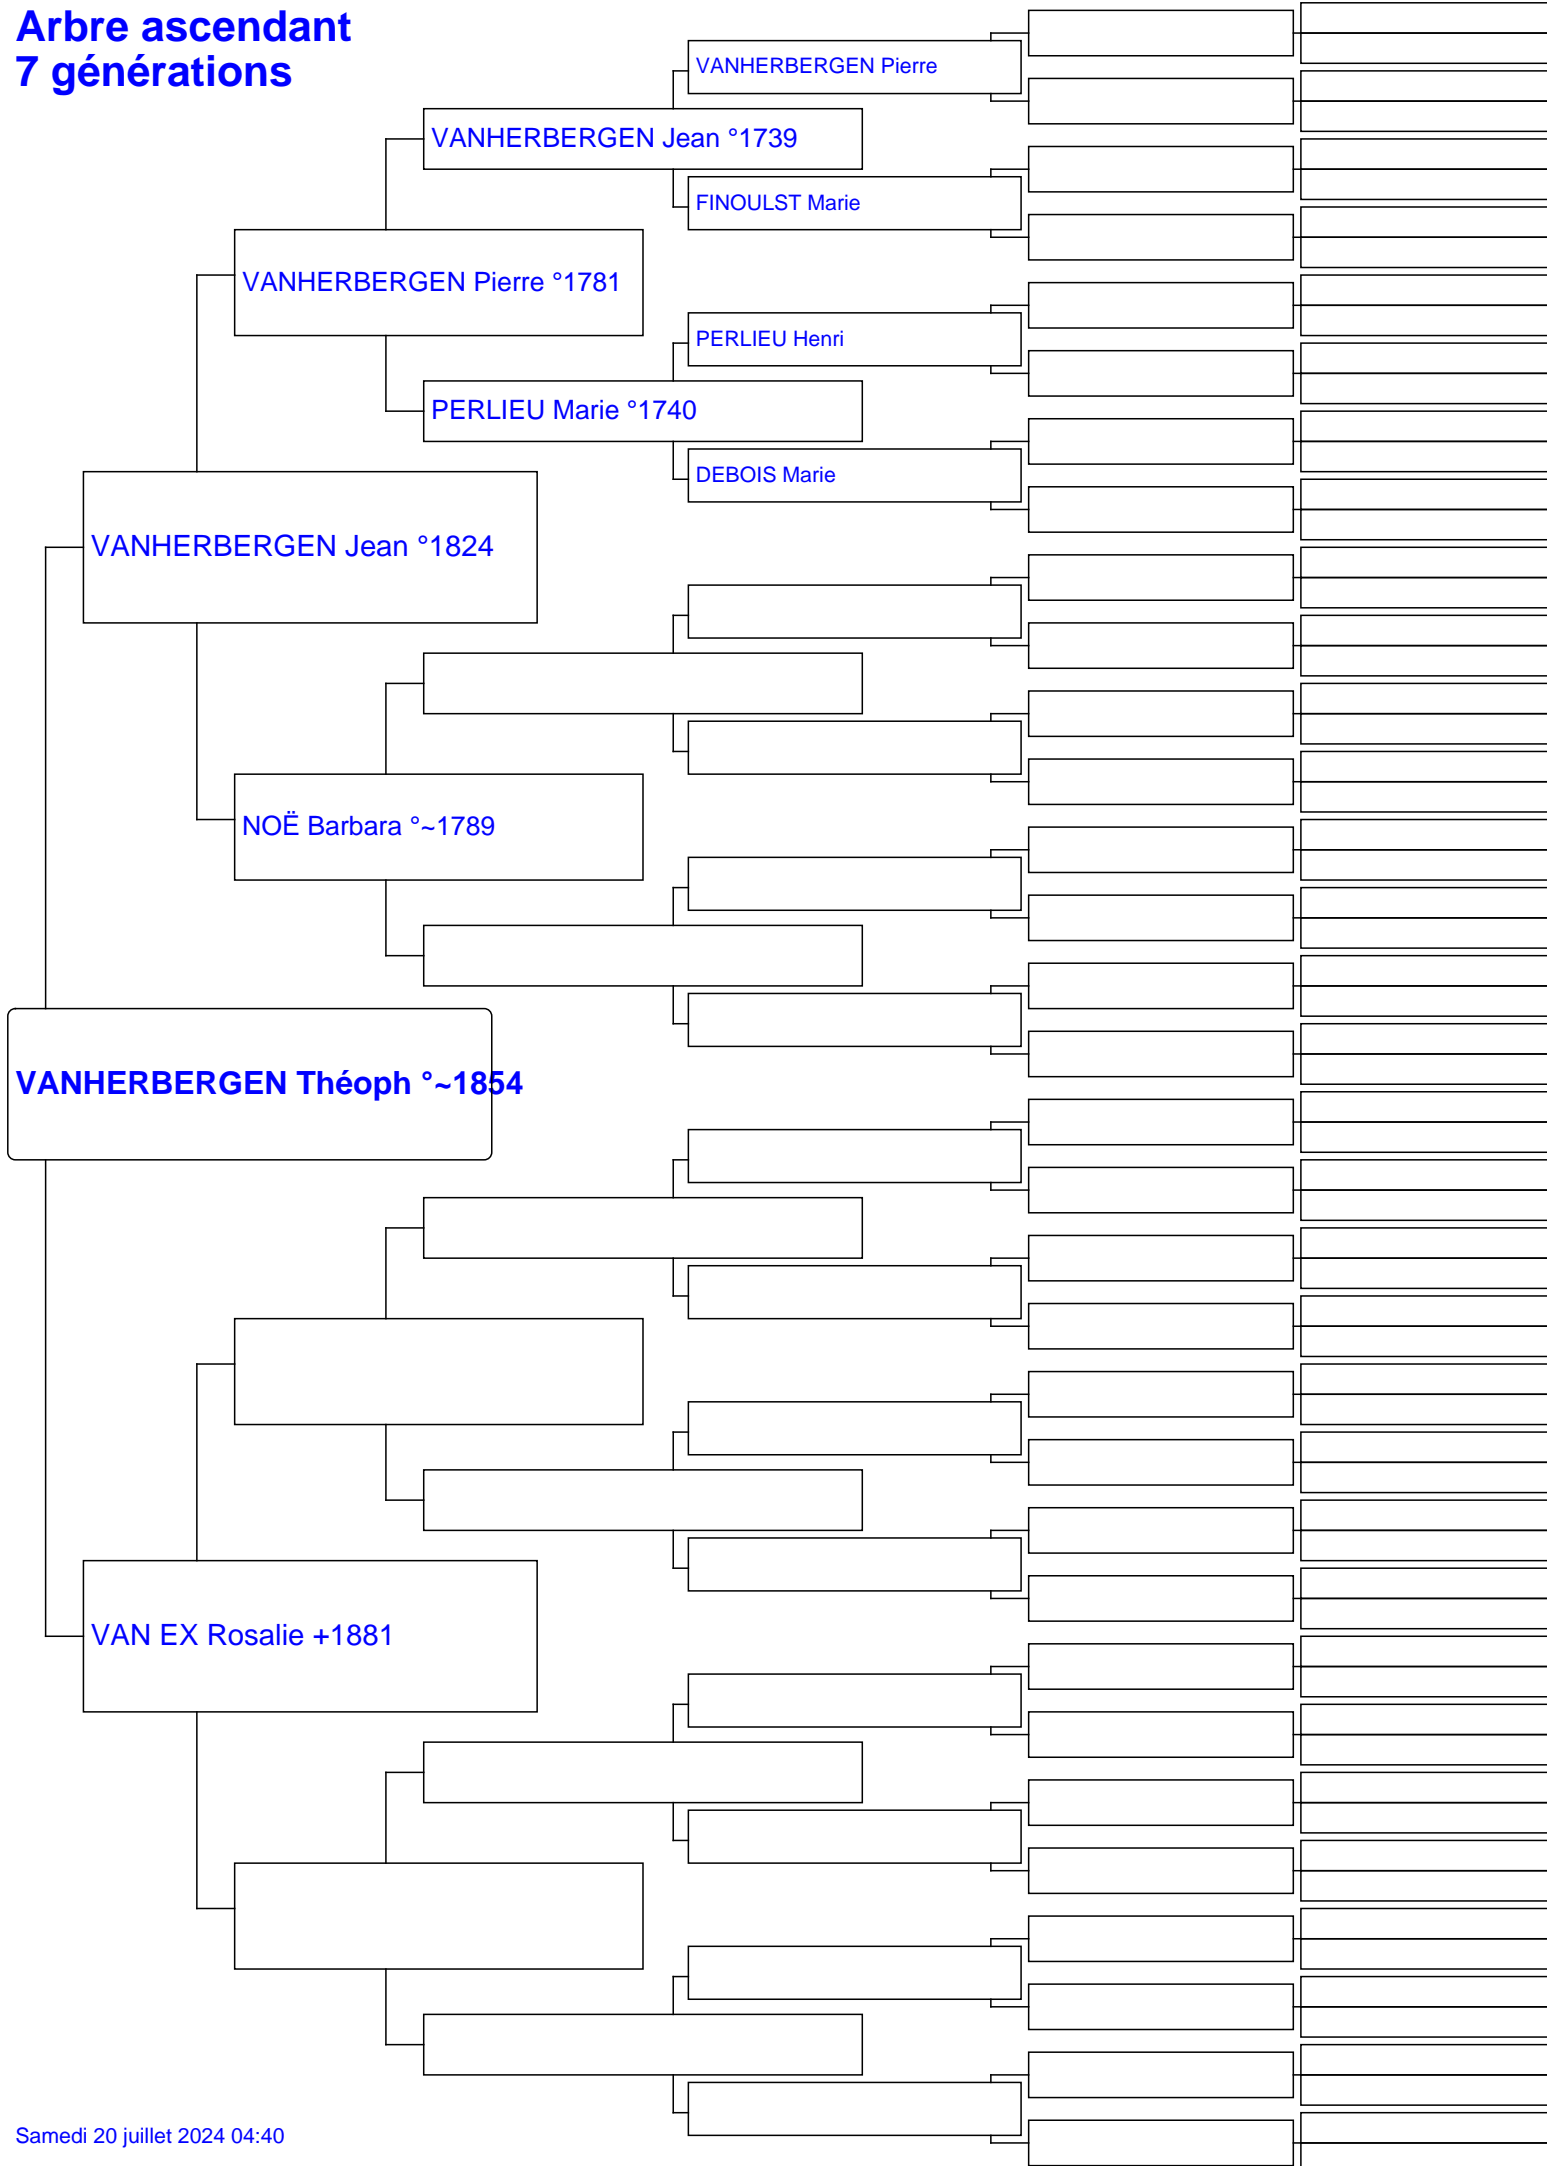 Arbre ascendant
7 générations
VANHERBERGEN Pierre
VANHERBERGEN Jean °1739
FINOULST Marie
VANHERBERGEN Pierre °1781
PERLIEU Henri
PERLIEU Marie °1740
DEBOIS Marie
VANHERBERGEN Jean °1824
NOË Barbara °~1789
VANHERBERGEN Théoph °~1854
VAN EX Rosalie +1881
Samedi 20 juillet 2024 04:40